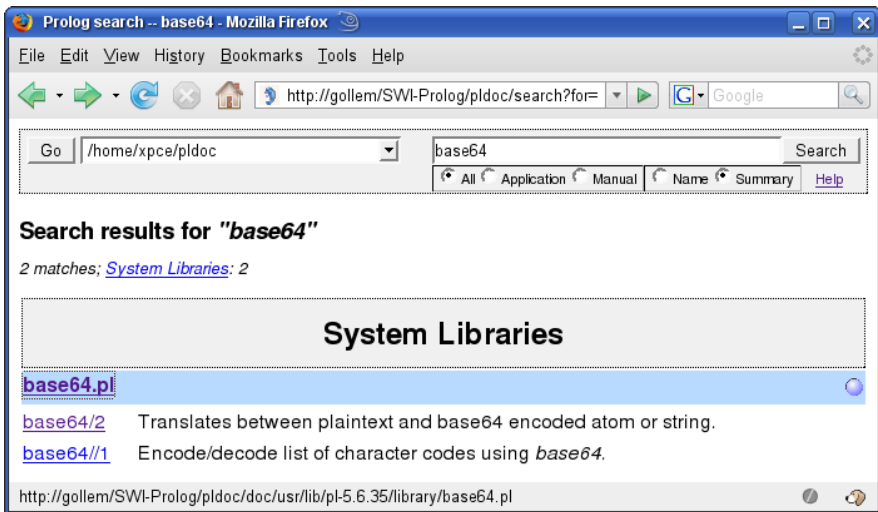 Prolog search -- base64 - Mozilla Firefox
File Edit View History Bookmarks Tools Help
http://gollem/SWI-Prolog/pldoc/search?for= G Google
Go /home/xpce/pldoc base64 Search
All Application Manual Name Summary Help
Search results for "base64"
2 matches; System Libraries: 2
System Libraries
base64.pl
base64/2 Translates between plaintext and base64 encoded atom or string.
base64//1 Encode/decode list of character codes using base64.
http://gollem/SWI-Prolog/pldoc/doc/usr/lib/pl-5.6.35/library/base64.pl